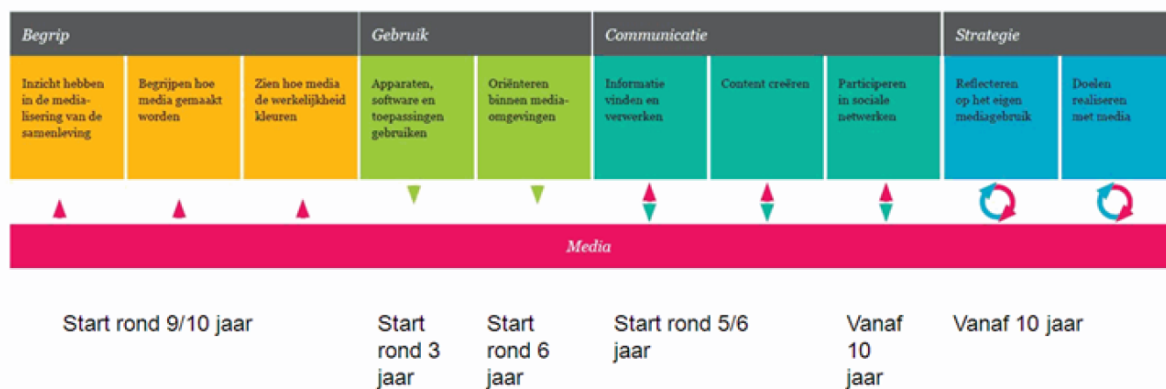 Begrip
Gebruik
Communicatie
Strategie
Inzicht hebben
in de media-
lisering van de
samenleving
Begrijpen hoe
media gemaakt
worden
Zien hoe media
de werkelijkheid
kleuren
Apparaten,
software en
toepassingen
gebruiken
Oriënteren
binnen media-
omgevingen
Informatie
vinden en
verwerken
Content creëren
Participeren
in sociale
netwerken
Reflecteren
op het eigen
mediagebruik
Doelen
realiseren
met media
Media
Start rond 9/10 jaar
Start
rond 3
jaar
Start
rond 6
jaar
Start rond 5/6
jaar
Vanaf
10
jaar
Vanaf 10 jaar